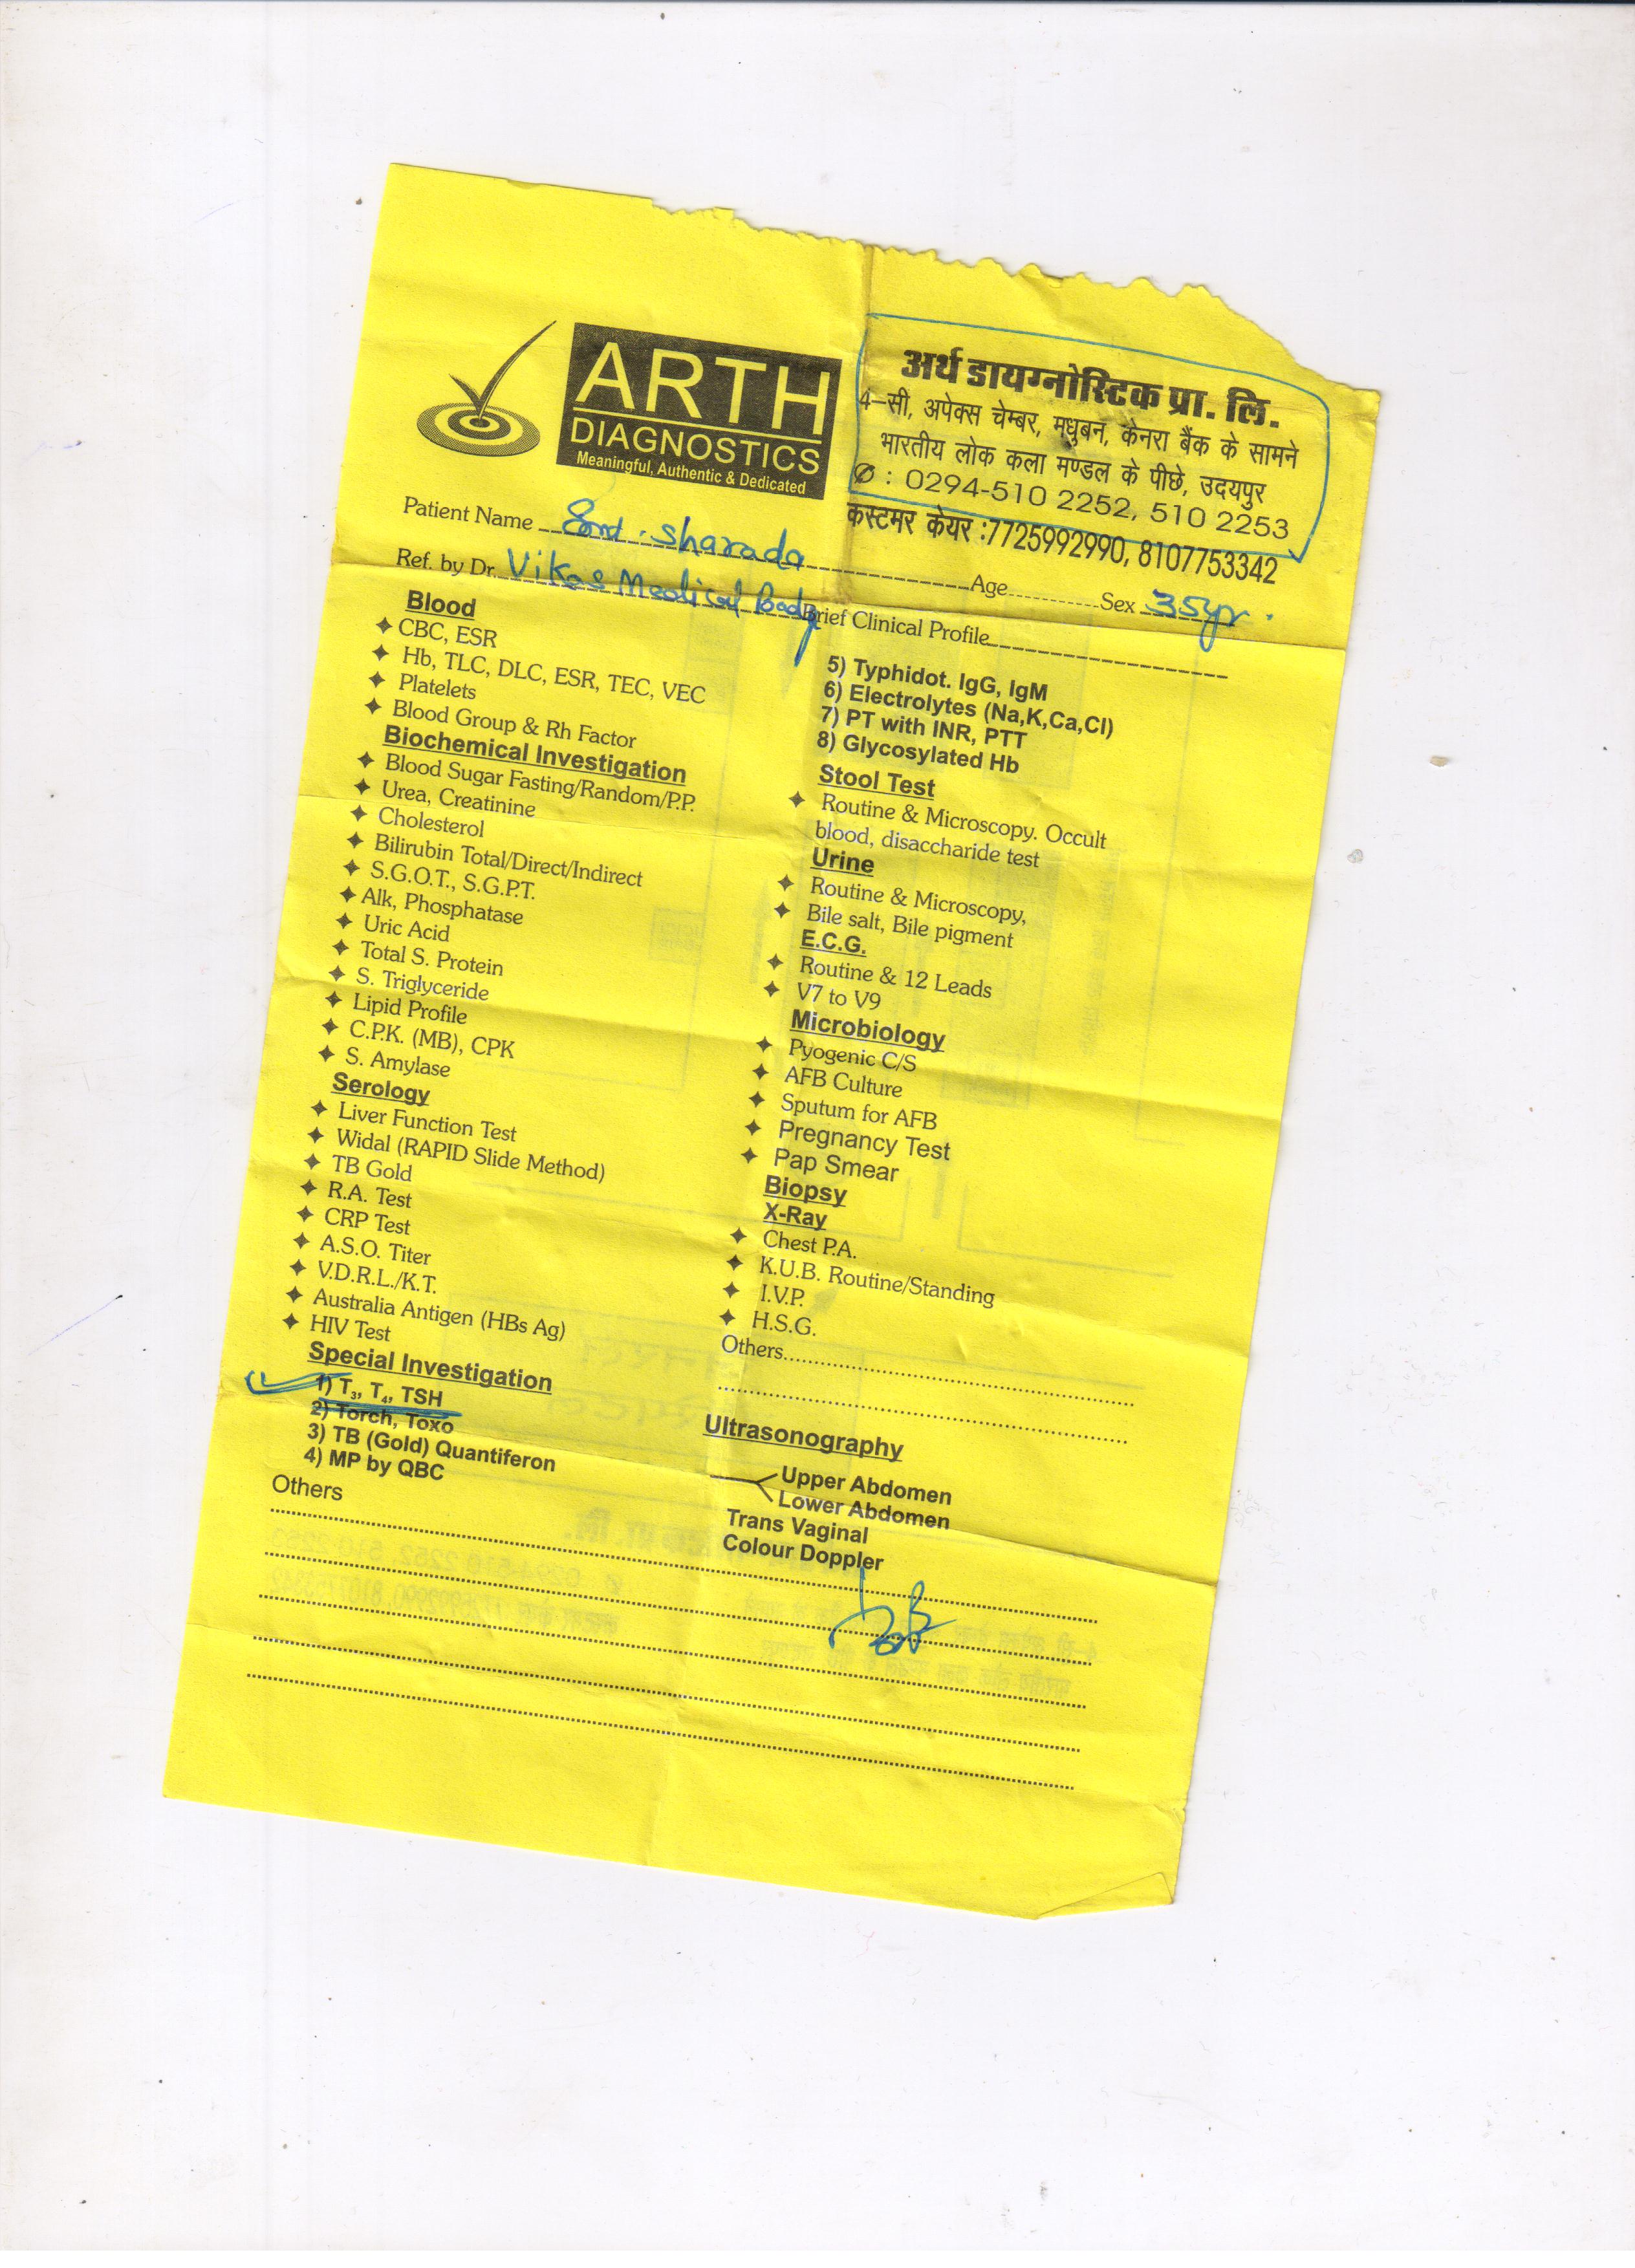 ARTH
DIAGNOSTICS
Meaningful, Authentic & Dedicated
अर्थ डायग्नोस्टिक प्रा. लि.
4-सी, अपेक्स चेम्बर, मधुबन, केनरा बैंक के सामने
भारतीय लोक कला मण्डल के पीछे, उदयपुर
✆ : 0294-510 2252, 510 2253
कस्टमर केयर :7725992990, 8107753342
Patient Name Smt. Sharada Age Sex 35yr.
Ref. by Dr. Vikas Medical Brief Clinical Profile
Blood
✦ CBC, ESR
✦ Hb, TLC, DLC, ESR, TEC, VEC
✦ Platelets
✦ Blood Group & Rh Factor
Biochemical Investigation
✦ Blood Sugar Fasting/Random/P.P.
✦ Urea, Creatinine
✦ Cholesterol
✦ Bilirubin Total/Direct/Indirect
✦ S.G.O.T., S.G.P.T.
✦ Alk, Phosphatase
✦ Uric Acid
✦ Total S. Protein
✦ S. Triglyceride
✦ Lipid Profile
✦ C.P.K. (MB), CPK
✦ S. Amylase
Serology
✦ Liver Function Test
✦ Widal (RAPID Slide Method)
✦ TB Gold
✦ R.A. Test
✦ CRP Test
✦ A.S.O. Titer
✦ V.D.R.L./K.T.
✦ Australia Antigen (HBs Ag)
✦ HIV Test
Special Investigation
1) T3, T4, TSH
2) Torch, Toxo
3) TB (Gold) Quantiferon
4) MP by QBC
Others
5) Typhidot. IgG, IgM
6) Electrolytes (Na,K,Ca,Cl)
7) PT with INR, PTT
8) Glycosylated Hb
Stool Test
✦ Routine & Microscopy. Occult
blood, disaccharide test
Urine
✦ Routine & Microscopy,
✦ Bile salt, Bile pigment
E.C.G.
✦ Routine & 12 Leads
✦ V7 to V9
Microbiology
✦ Pyogenic C/S
✦ AFB Culture
✦ Sputum for AFB
✦ Pregnancy Test
✦ Pap Smear
Biopsy
X-Ray
✦ Chest P.A.
✦ K.U.B. Routine/Standing
✦ I.V.P.
✦ H.S.G.
Others
Ultrasonography
Upper Abdomen
Lower Abdomen
Trans Vaginal
Colour Doppler